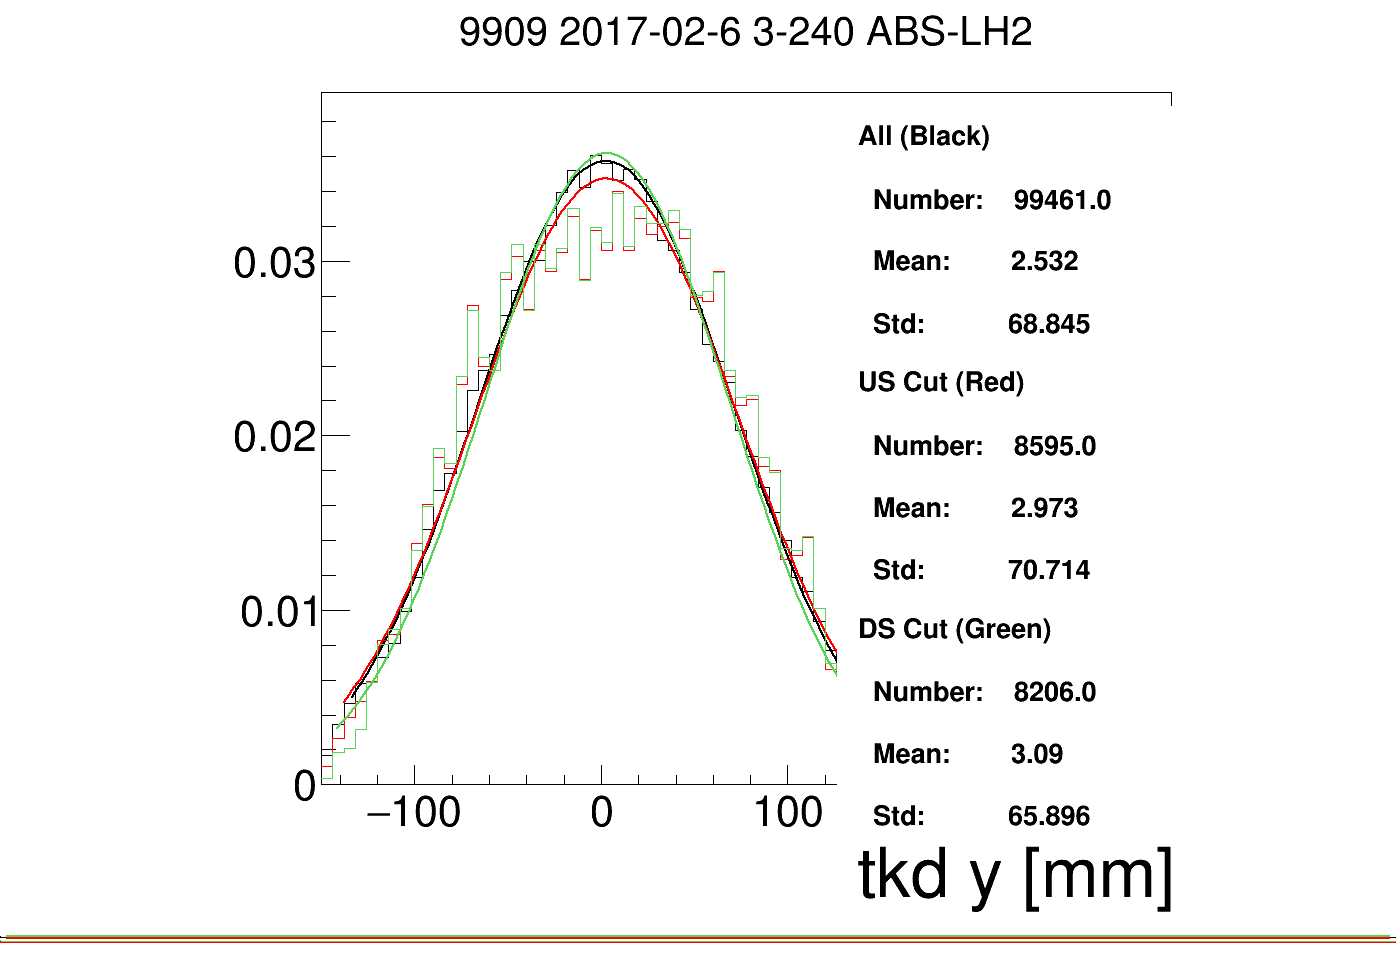 9909 2017-02-6 3-240 ABS-LH2
All (Black)
Number: 99461.0
Mean: 2.532
Std: 68.845
US Cut (Red)
Number: 8595.0
Mean: 2.973
Std: 70.714
DS Cut (Green)
Number: 8206.0
Mean: 3.09
Std: 65.896
0.03
0.02
0.01
0
−100 0 100
tkd y [mm]